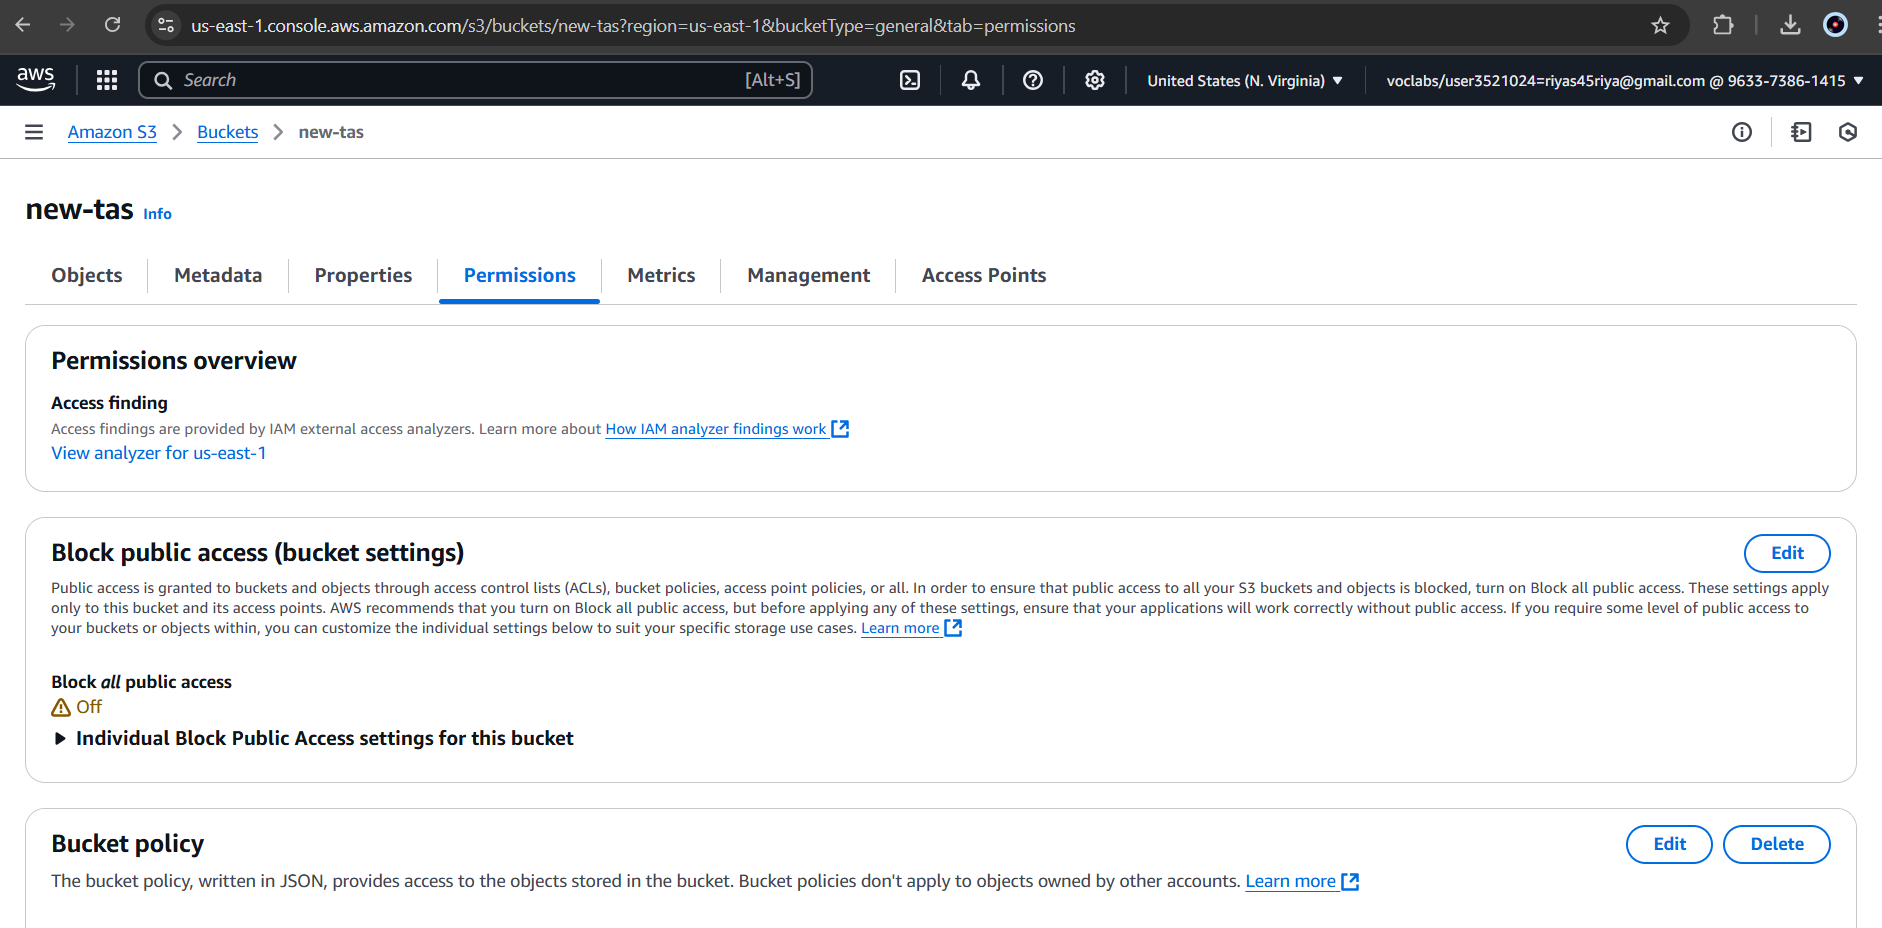 us-east-1.console.aws.amazon.com/s3/buckets/new-tas?region=us-east-1&bucketType=general&tab=permissions
aws Search [Alt+S] United States (N. Virginia) voclabs/user3521024=riyas45riya@gmail.com @ 9633-7386-1415
Amazon S3 Buckets new-tas
new-tas Info
Objects Metadata Properties Permissions Metrics Management Access Points
Permissions overview
Access finding
Access findings are provided by IAM external access analyzers. Learn more about How IAM analyzer findings work
View analyzer for us-east-1
Block public access (bucket settings) Edit
Public access is granted to buckets and objects through access control lists (ACLs), bucket policies, access point policies, or all. In order to ensure that public access to all your S3 buckets and objects is blocked, turn on Block all public access. These settings apply
only to this bucket and its access points. AWS recommends that you turn on Block all public access, but before applying any of these settings, ensure that your applications will work correctly without public access. If you require some level of public access to
your buckets or objects within, you can customize the individual settings below to suit your specific storage use cases. Learn more
Block all public access
Off
Individual Block Public Access settings for this bucket
Bucket policy Edit Delete
The bucket policy, written in JSON, provides access to the objects stored in the bucket. Bucket policies don't apply to objects owned by other accounts. Learn more